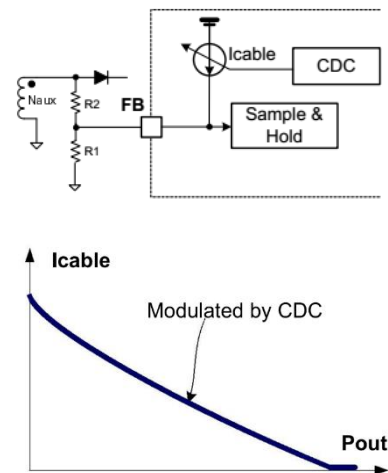 Icable
CDC
Naux
R2
FB
Sample &
Hold
R1
Icable
Modulated by CDC
Pout